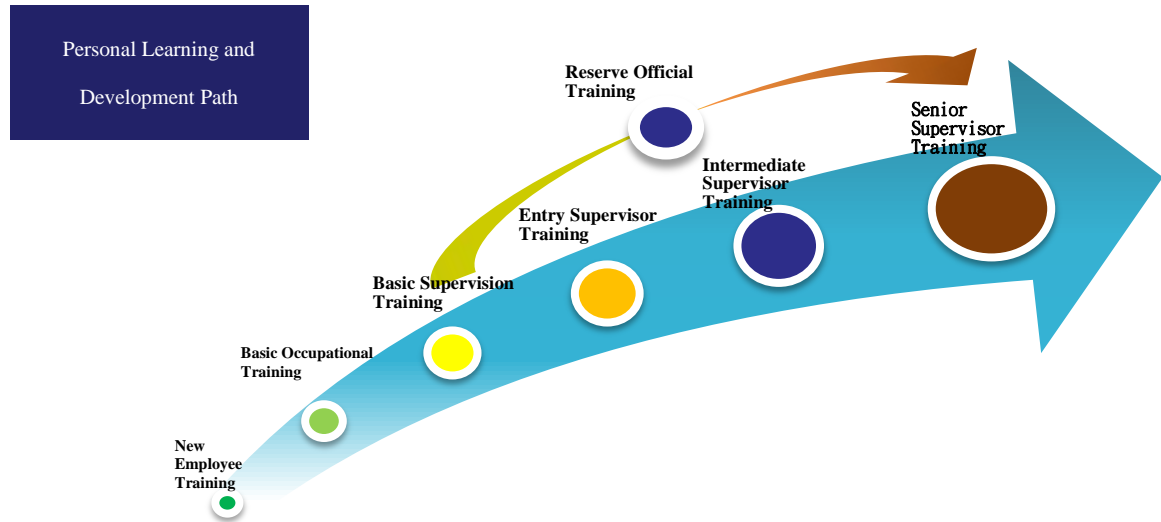 Personal Learning and
Development Path
Reserve Official
Training
Senior
Supervisor
Training
Intermediate
Supervisor
Training
Entry Supervisor
Training
Basic Supervision
Training
Basic Occupational
Training
New
Employee
Training